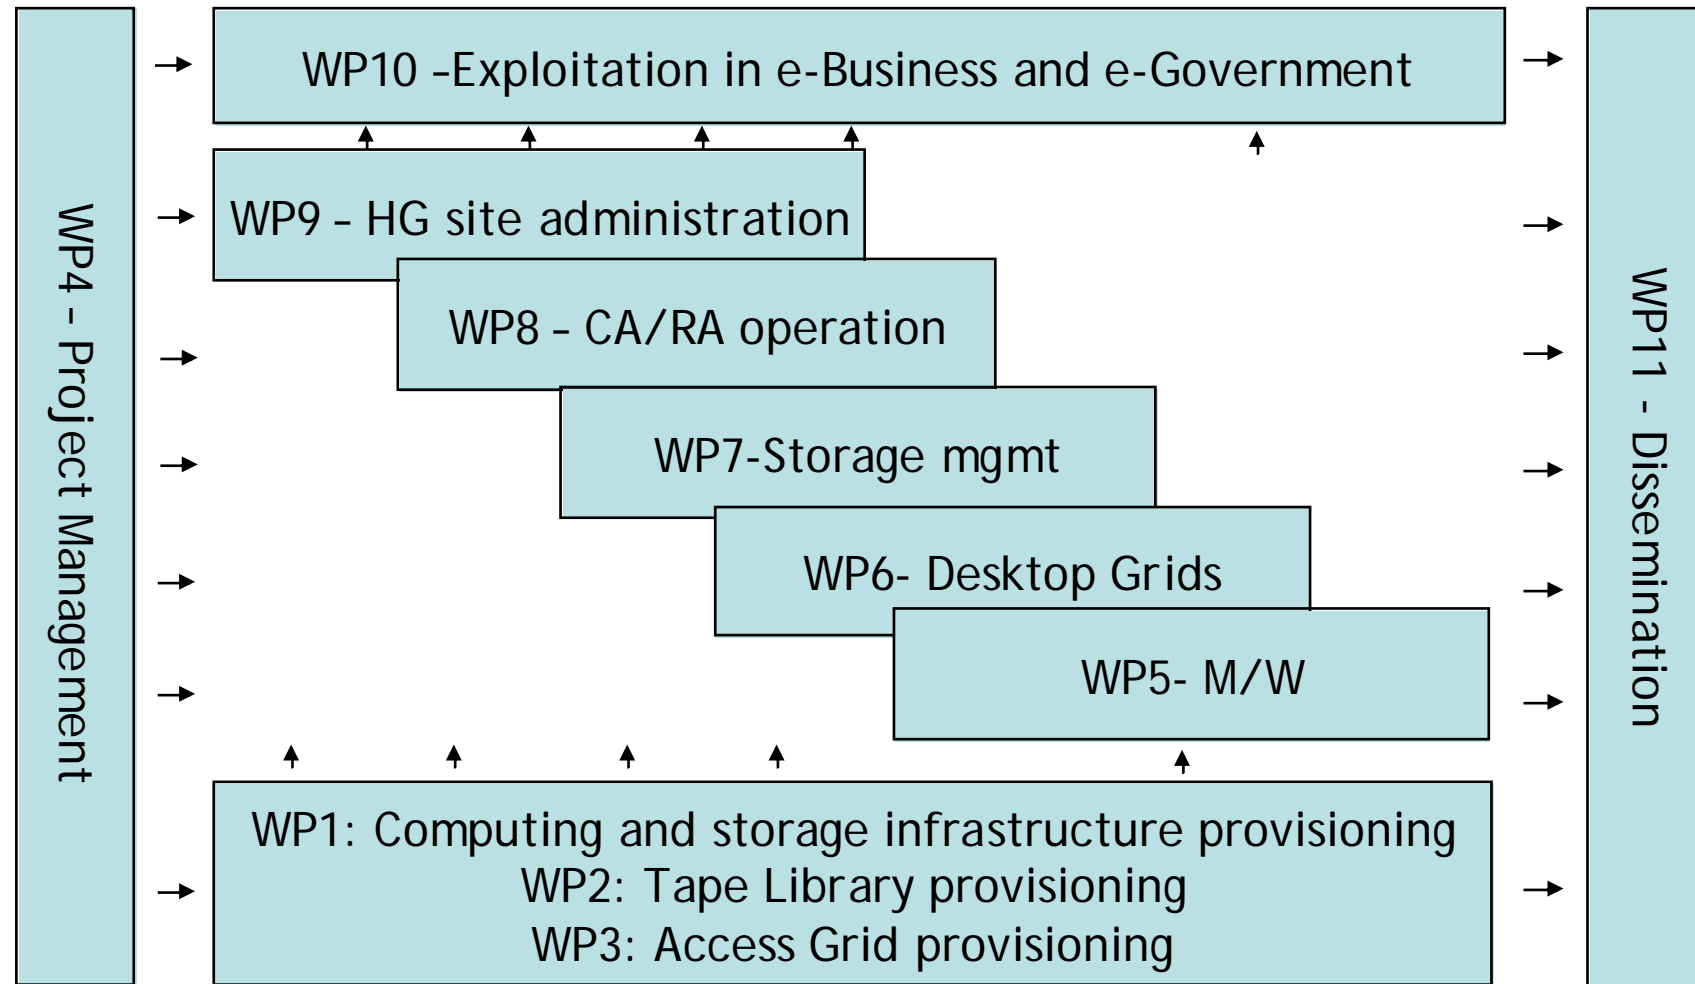 WP4 – Project Management
WP10 –Exploitation in e-Business and e-Government
WP9 – HG site administration
WP8 – CA/RA operation
WP7-Storage mgmt
WP6- Desktop Grids
WP5- M/W
WP1: Computing and storage infrastructure provisioning
WP2: Tape Library provisioning
WP3: Access Grid provisioning
WP11 - Dissemination